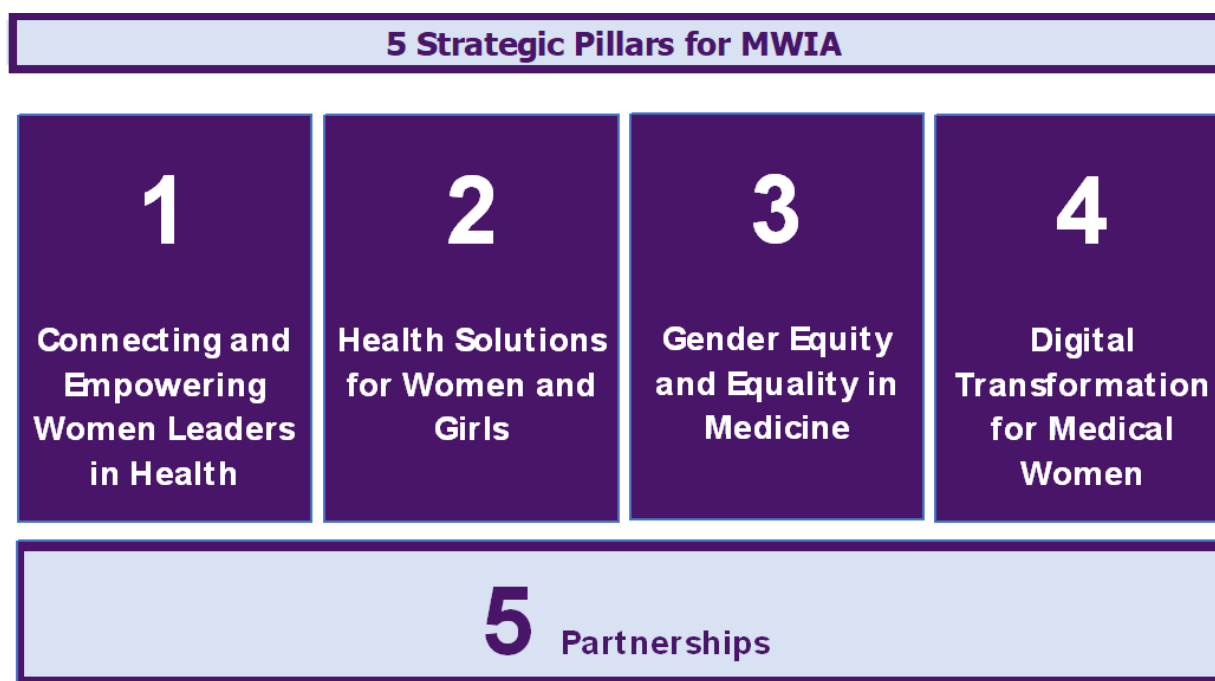 5 Strategic Pillars for MWIA
1
Connecting and
Empowering
Women Leaders
in Health
2
Health Solutions
for Women and
Girls
3
Gender Equity
and Equality in
Medicine
4
Digital
Transformation
for Medical
Women
5 Partnerships